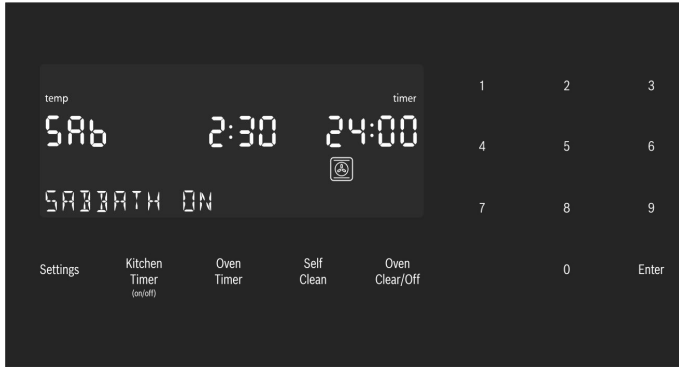 temp timer
SAb 2:30 24:00
SABBATH ON
1 2 3
4 5 6
7 8 9
0 Enter
Settings
Kitchen
Timer
(on/off)
Oven
Timer
Self
Clean
Oven
Clear/Off